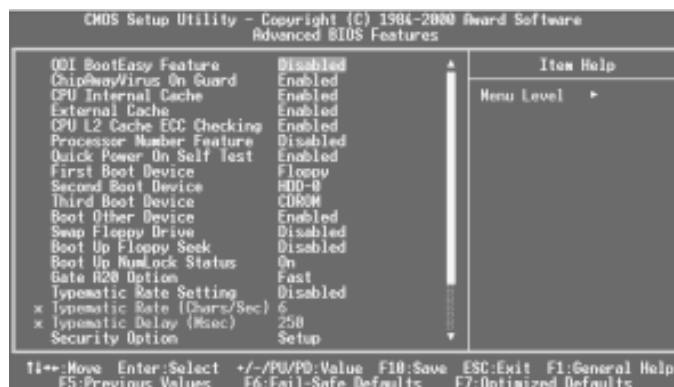 CMOS Setup Utility - Copyright (C) 1984-2000 Award Software
Advanced BIOS Features
QDI BootEasy Feature Disabled
ChipAwayVirus On Guard Enabled
CPU Internal Cache Enabled
External Cache Enabled
CPU L2 Cache ECC Checking Enabled
Processor Number Feature Disabled
Quick Power On Self Test Enabled
First Boot Device Floppy
Second Boot Device HDD-0
Third Boot Device CDROM
Boot Other Device Enabled
Swap Floppy Drive Disabled
Boot Up Floppy Seek Disabled
Boot Up NumLock Status On
Gate A20 Option Fast
Typematic Rate Setting Disabled
x Typematic Rate (Chars/Sec) 6
x Typematic Delay (Msec) 250
Security Option Setup
Item Help
Menu Level ►
↑↓←→:Move Enter:Select +/-/PU/PD:Value F10:Save ESC:Exit F1:General Help
F5:Previous Values F6:Fail-Safe Defaults F7:Optimized Defaults